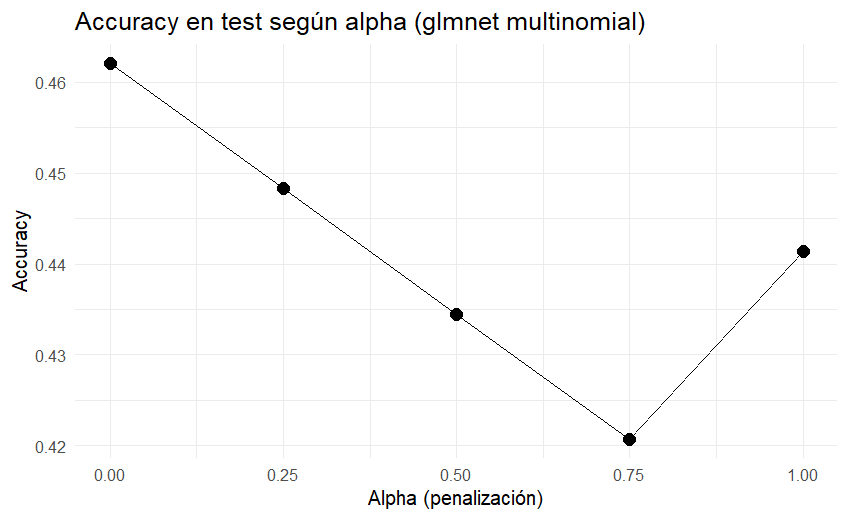 Accuracy en test según alpha (glmnet multinomial)
0.46
0.45
0.44
0.43
0.42
Accuracy
0.00 0.25 0.50 0.75 1.00
Alpha (penalización)